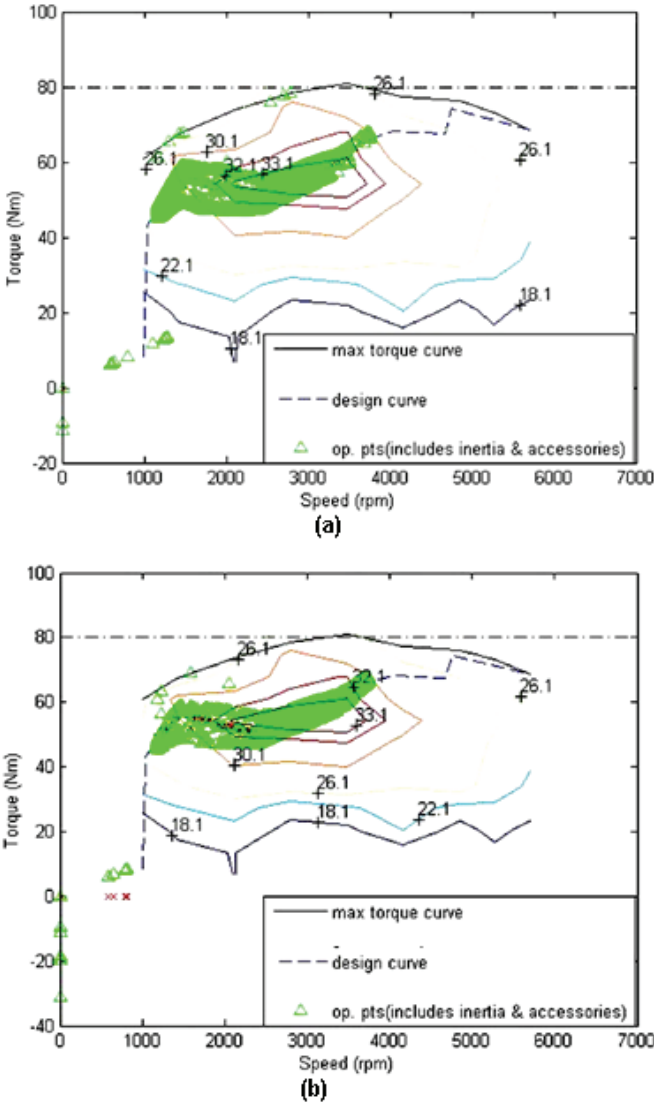 100
80
60
40
20
0
-20
Torque (Nm)
26.1
30.1
26.1
32.1
33.1
26.1
22.1
18.1
18.1
max torque curve
design curve
op. pts(includes inertia & accessories)
0 1000 2000 3000 4000 5000 6000 7000
Speed (rpm)
(a)
100
80
60
40
20
0
-20
-40
Torque (Nm)
26.1
26.1
33.1
30.1
26.1
18.1
18.1
22.1
max torque curve
design curve
op. pts(includes inertia & accessories)
0 1000 2000 3000 4000 5000 6000 7000
Speed (rpm)
(b)